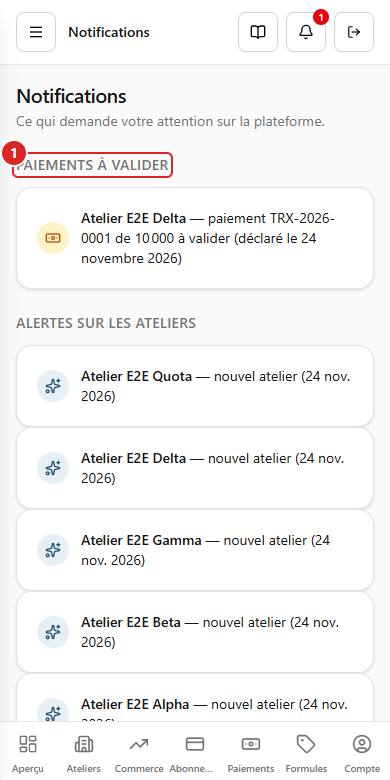 Notifications
1
Notifications
Ce qui demande votre attention sur la plateforme.
1
PAIEMENTS À VALIDER
Atelier E2E Delta — paiement TRX-2026-
0001 de 10 000 à valider (déclaré le 24
novembre 2026)
ALERTES SUR LES ATELIERS
Atelier E2E Quota — nouvel atelier (24 nov.
2026)
Atelier E2E Delta — nouvel atelier (24 nov.
2026)
Atelier E2E Gamma — nouvel atelier (24
nov. 2026)
Atelier E2E Beta — nouvel atelier (24 nov.
2026)
Atelier E2E Alpha — nouvel atelier (24 nov.
2026)
Aperçu Ateliers Commerce Abonne... Paiements Formules Compte